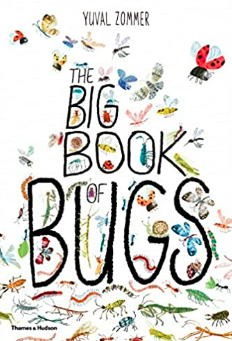 YUVAL ZOMMER
THE
BIG
BOOK
OF
BUGS
Thames & Hudson